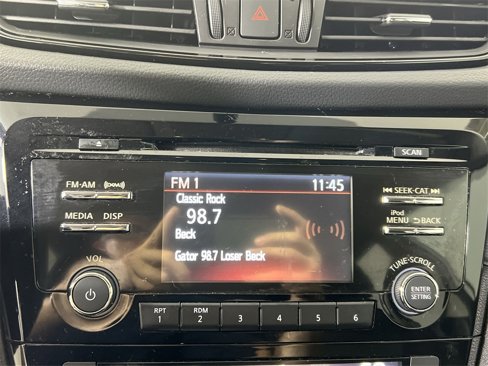 SCAN
FM·AM ((XM))
MEDIA DISP
VOL
FM 1 11:45
Classic Rock
98.7
Beck
Gator 98.7 Loser Beck
SEEK·CAT
iPod
MENU BACK
TUNE·SCROLL
ENTER
SETTING
RPT
1
RDM
2
3 4 5 6